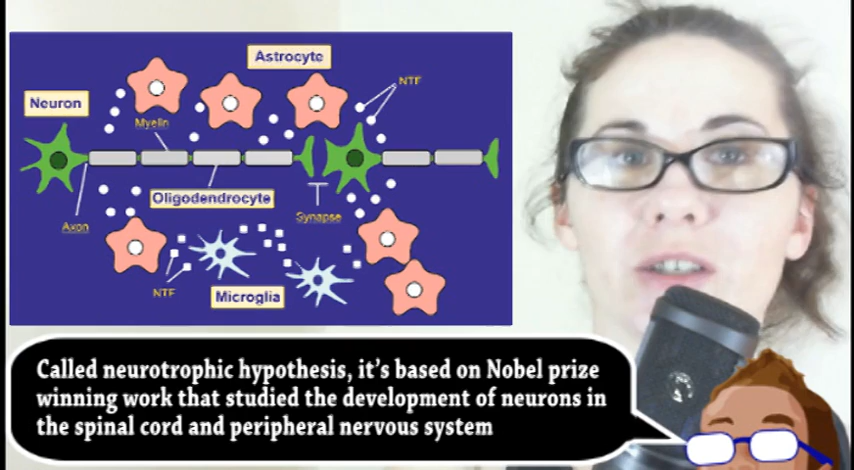 Astrocyte
NTF
Neuron
Myelin
Oligodendrocyte
Synapse
Axon
NTF
Microglia
Called neurotrophic hypothesis, it's based on Nobel prize
winning work that studied the development of neurons in
the spinal cord and peripheral nervous system